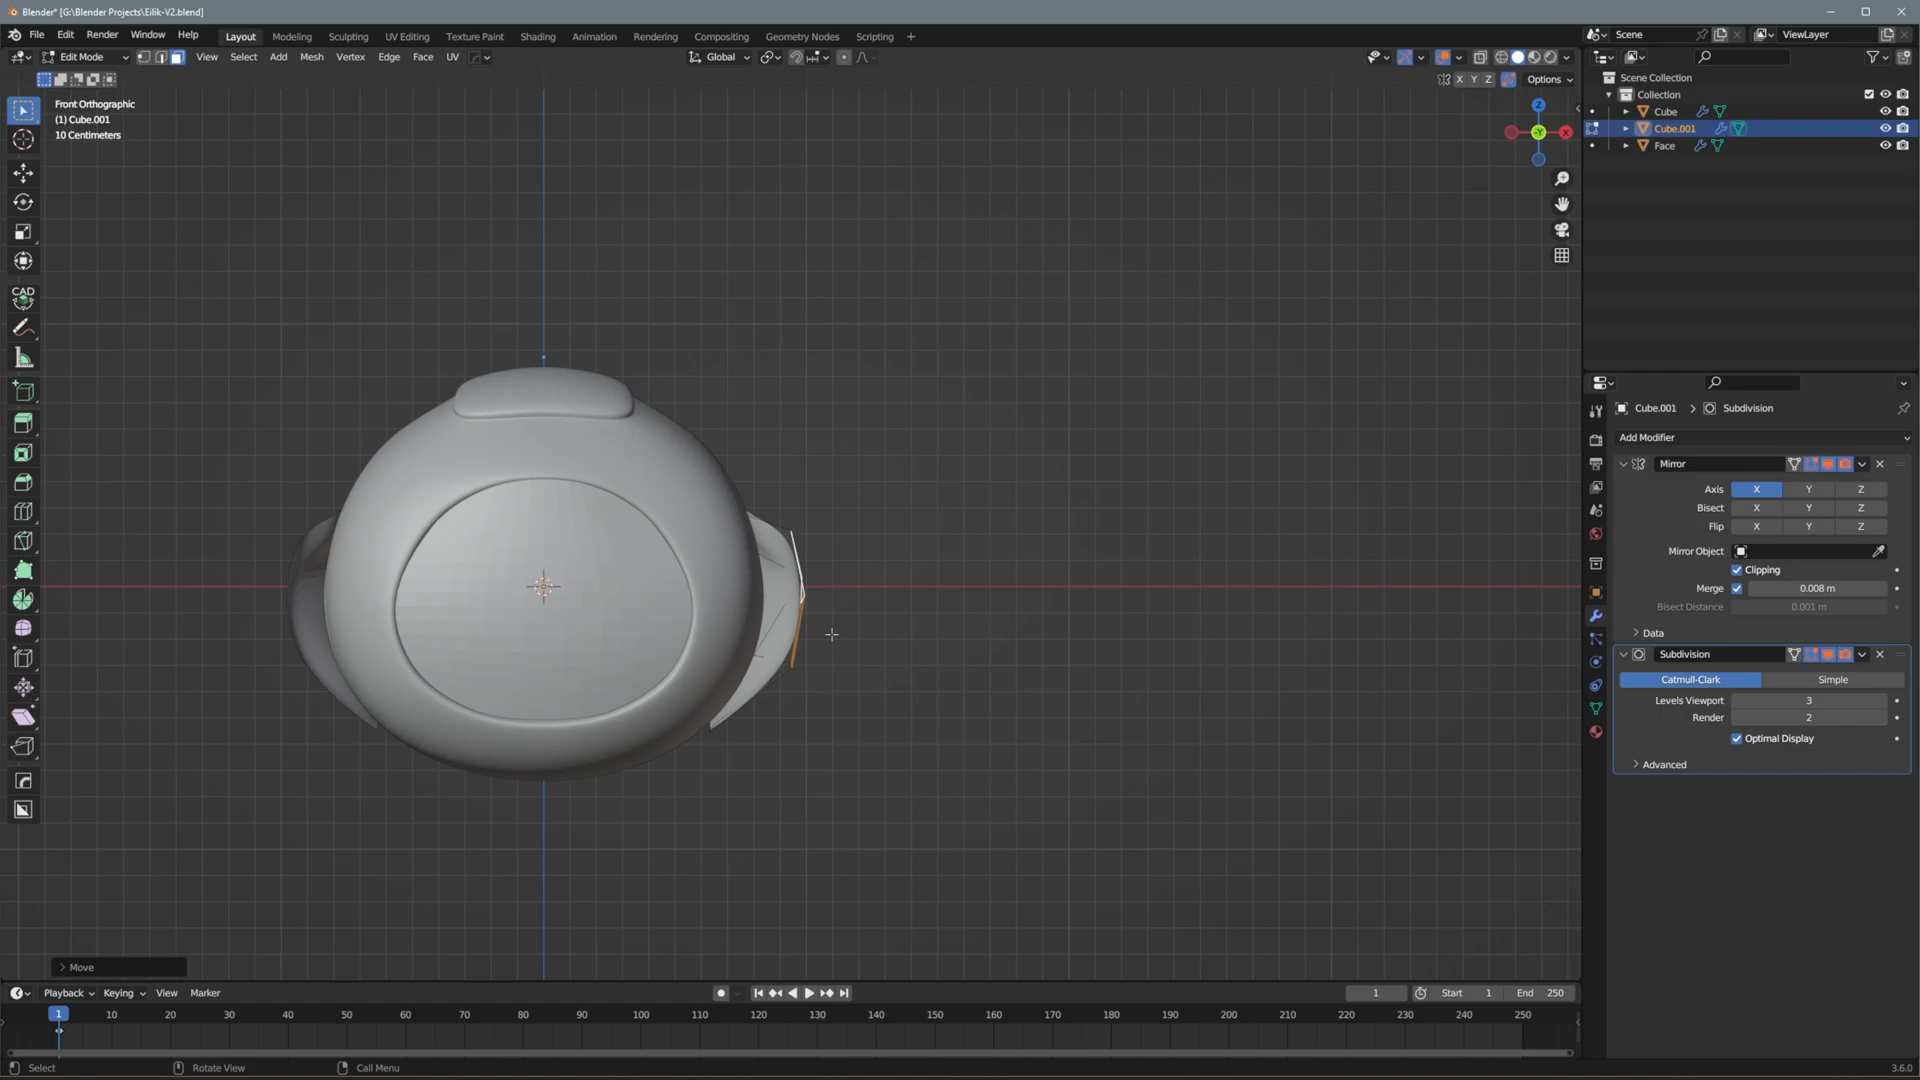 Blender* [G:\Blender Projects\Eilik-V2.blend]
File Edit Render Window Help Layout Modeling Sculpting UV Editing Texture Paint Shading Animation Rendering Compositing Geometry Nodes Scripting + Scene ViewLayer
Edit Mode View Select Add Mesh Vertex Edge Face UV Global
X Y Z Options
Front Orthographic
(1) Cube.001
10 Centimeters
CAD
Z
-Y
X
Scene Collection
Collection
Cube
Cube.001
Face
Cube.001 Subdivision
Add Modifier
Mirror
Axis X Y Z
Bisect X Y Z
Flip X Y Z
Mirror Object
Clipping
Merge 0.008 m
Bisect Distance 0.001 m
Data
Subdivision
Catmull-Clark Simple
Levels Viewport 3
Render 2
Optimal Display
Advanced
Move
Playback Keying View Marker 1 Start 1 End 250
1 10 20 30 40 50 60 70 80 90 100 110 120 130 140 150 160 170 180 190 200 210 220 230 240 250
Select Rotate View Call Menu 3.6.0